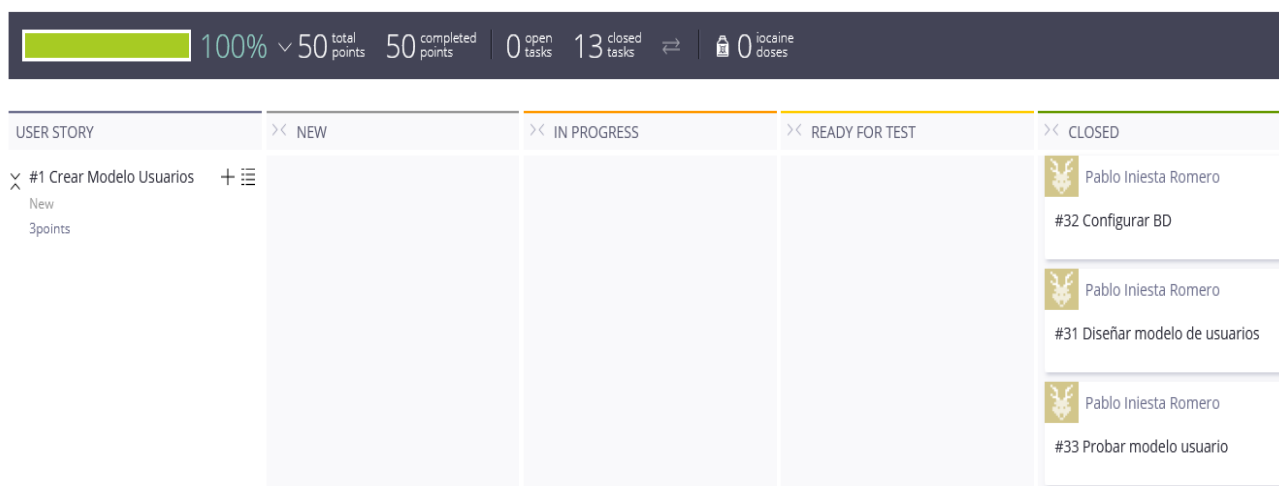 100% 50 total points 50 completed points 0 open tasks 13 closed tasks 0 iocaine doses
USER STORY NEW IN PROGRESS READY FOR TEST CLOSED
#1 Crear Modelo Usuarios
New
3points
Pablo Iniesta Romero
#32 Configurar BD
Pablo Iniesta Romero
#31 Diseñar modelo de usuarios
Pablo Iniesta Romero
#33 Probar modelo usuario